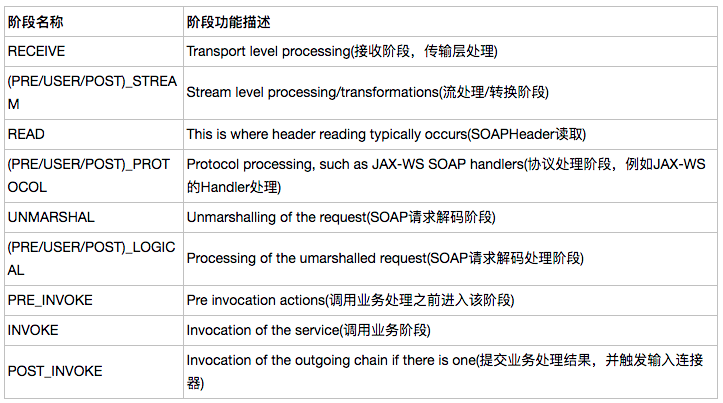 阶段名称 阶段功能描述
RECEIVE Transport level processing(接收阶段，传输层处理)
(PRE/USER/POST)_STREA
M
Stream level processing/transformations(流处理/转换阶段)
READ This is where header reading typically occurs(SOAPHeader读取)
(PRE/USER/POST)_PROT
OCOL
Protocol processing, such as JAX-WS SOAP handlers(协议处理阶段，例如JAX-WS
的Handler处理)
UNMARSHAL Unmarshalling of the request(SOAP请求解码阶段)
(PRE/USER/POST)_LOGIC
AL
Processing of the umarshalled request(SOAP请求解码处理阶段)
PRE_INVOKE Pre invocation actions(调用业务处理之前进入该阶段)
INVOKE Invocation of the service(调用业务阶段)
POST_INVOKE
Invocation of the outgoing chain if there is one(提交业务处理结果，并触发输入连接
器)